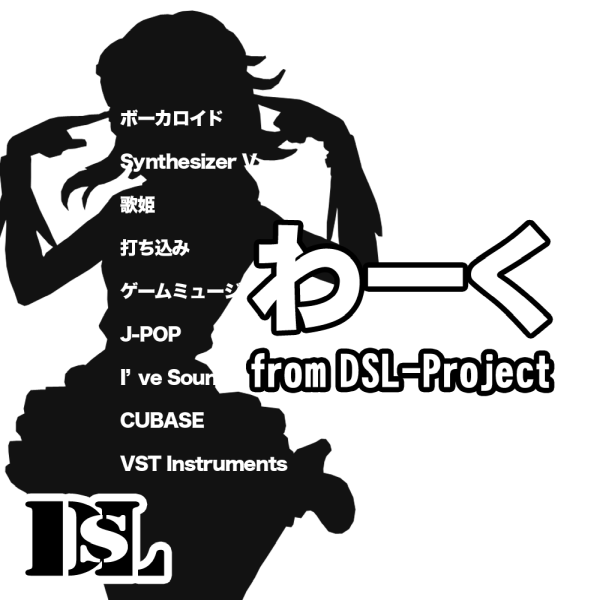 ボーカロイド
Synthesizer V
歌姫
打ち込み
ゲームミュージ
J-POP
I’ve Soun
CUBASE
VST Instruments
わーく
from DSL-Project
DSL